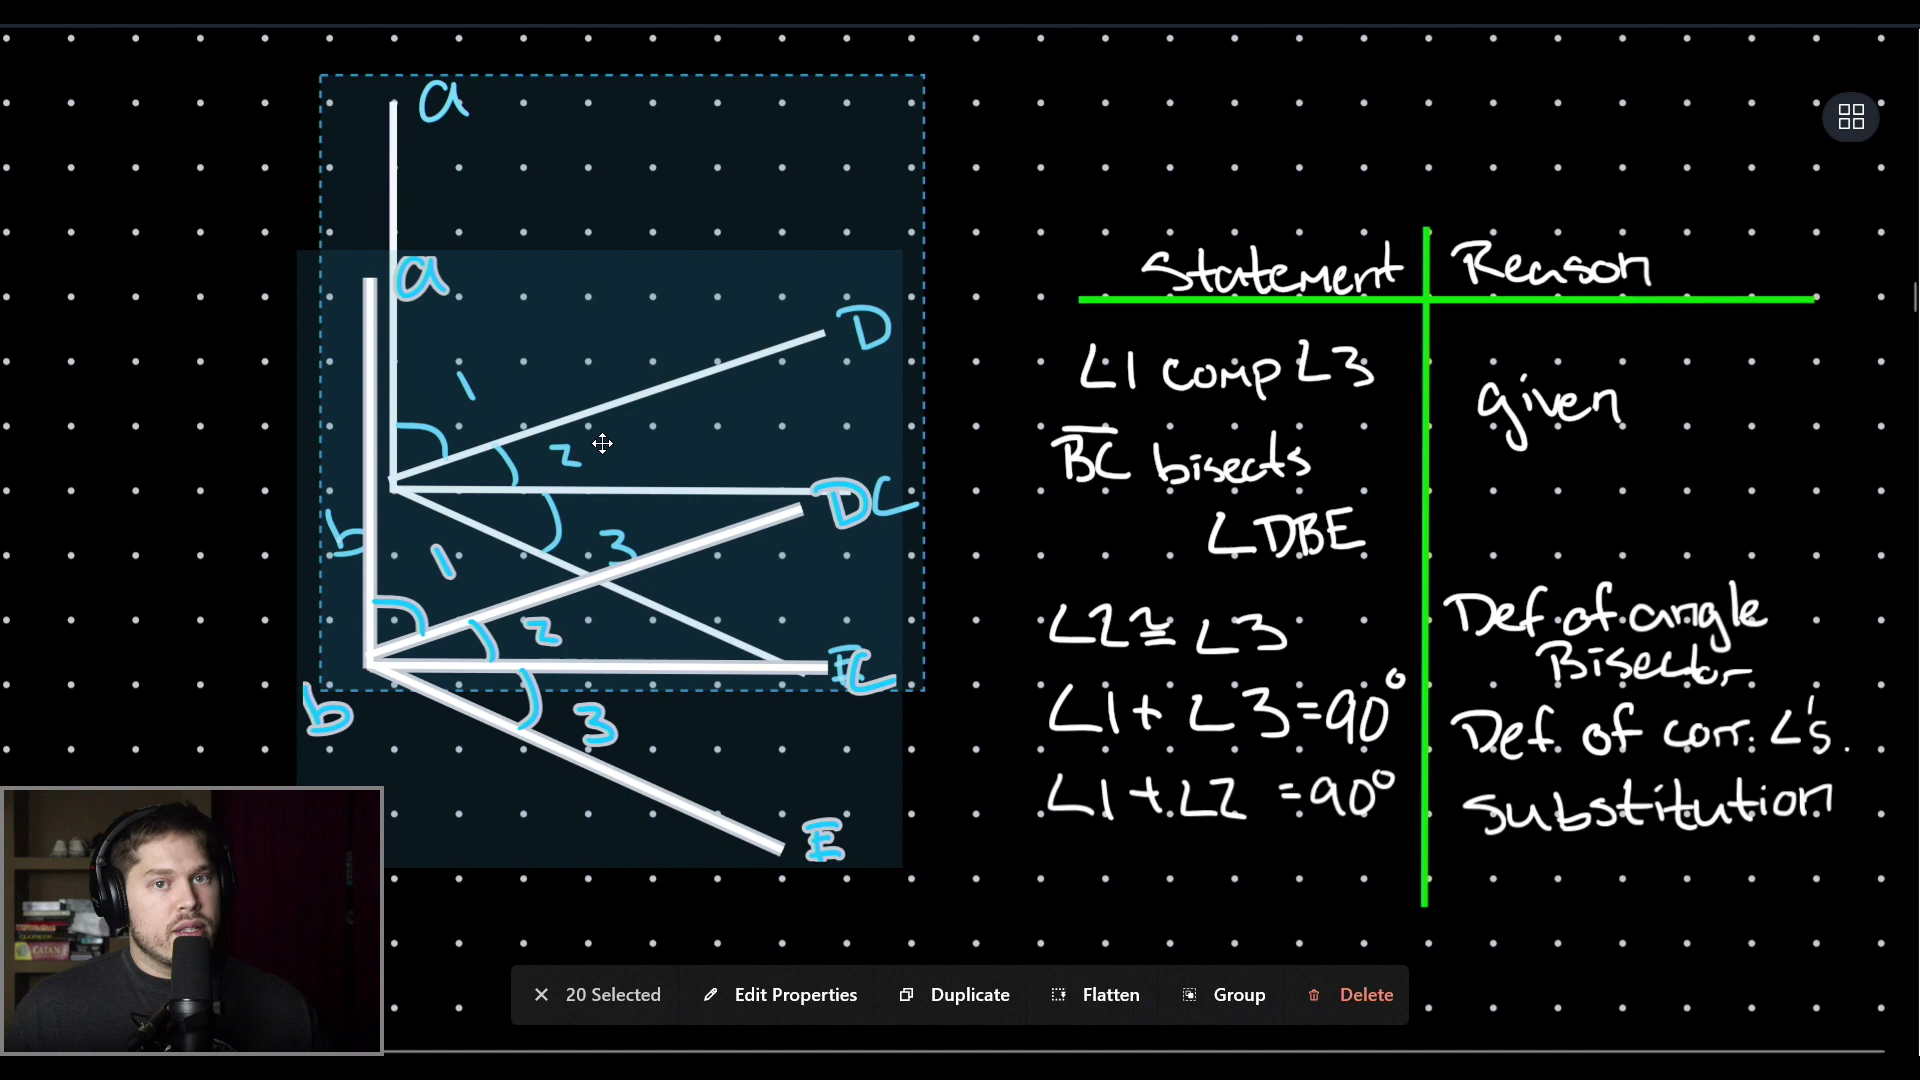 a
a
D
1
2
DC
b
3
1
2
C
b
3
E
Statement
Reason
∠1 comp ∠3
given
BC bisects
∠DBE
∠2 ≅ ∠3
Def. of angle
Bisector
∠1 + ∠3 = 90°
Def. of corr. ∠'s.
∠1 + ∠2 = 90°
Substitution
CATAN
20 Selected
Edit Properties
Duplicate
Flatten
Group
Delete